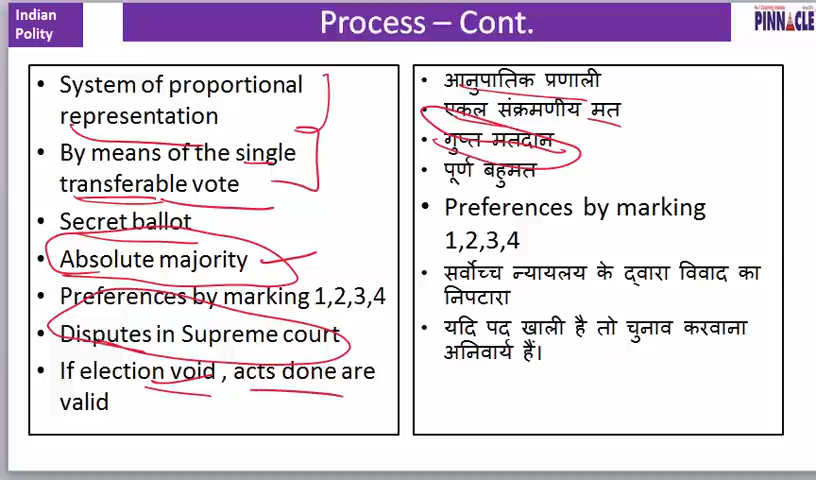 Indian
Polity
Process – Cont.
PINNACLE
• System of proportional
representation
• By means of the single
transferable vote
• Secret ballot
• Absolute majority
• Preferences by marking 1,2,3,4
• Disputes in Supreme court
• If election void , acts done are
valid
• आनुपातिक प्रणाली
• एकल संक्रमणीय मत
• गुप्त मतदान
• पूर्ण बहुमत
• Preferences by marking
1,2,3,4
• सर्वोच्च न्यायलय के द्वारा विवाद का
निपटारा
• यदि पद खाली है तो चुनाव करवाना
अनिवार्य हैं।